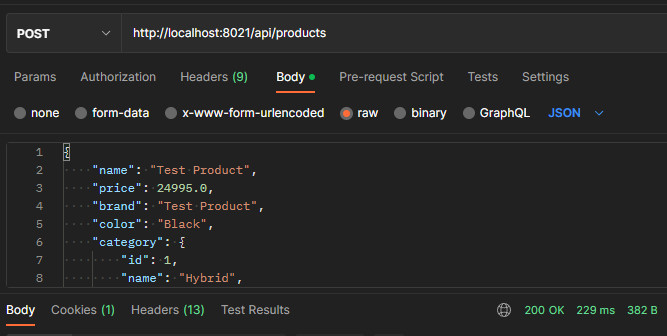 POST http://localhost:8021/api/products
Params Authorization Headers (9) Body Pre-request Script Tests Settings
none form-data x-www-form-urlencoded raw binary GraphQL JSON
1 {
2 "name": "Test Product",
3 "price": 24995.0,
4 "brand": "Test Product",
5 "color": "Black",
6 "category": {
7 "id": 1,
8 "name": "Hybrid",
Body Cookies (1) Headers (13) Test Results 200 OK 229 ms 382 B